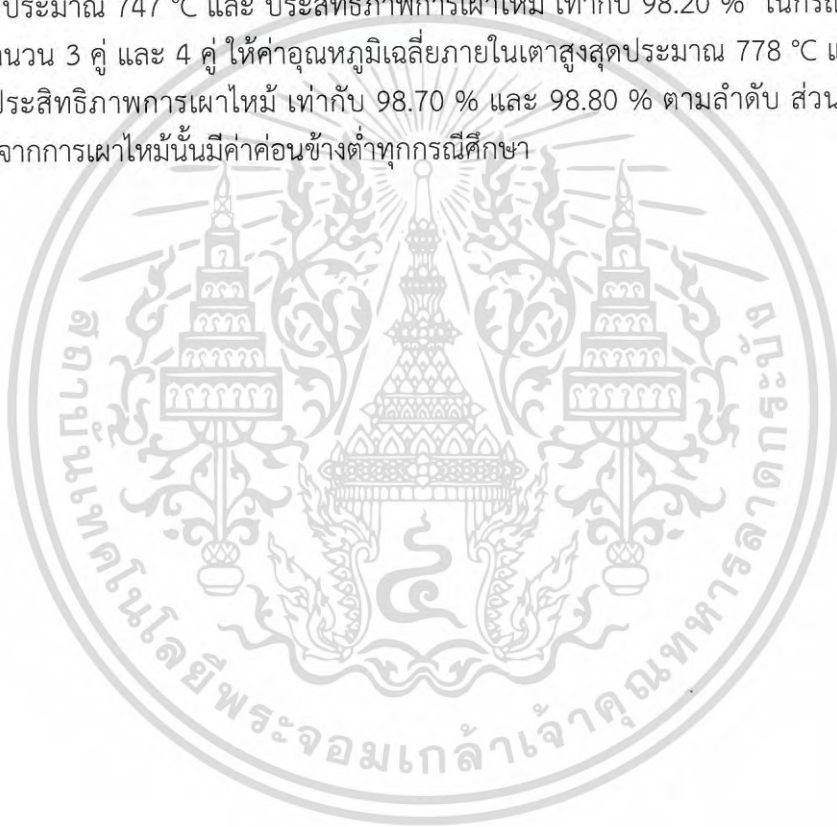 ประมาณ 747 °C และ ประสิทธิภาพการเผาไหม้ เท่ากับ 98.20 % ในกรณ
นวน 3 คู่ และ 4 คู่ ให้ค่าอุณหภูมิเฉลี่ยภายในเตาสูงสุดประมาณ 778 °C แ
ประสิทธิภาพการเผาไหม้ เท่ากับ 98.70 % และ 98.80 % ตามลำดับ ส่วน
จากการเผาไหม้นั้นมีค่าค่อนข้างต่ำทุกกรณีศึกษา
สถาบันเทคโนโลยีพระจอมเกล้าเจ้าคุณทหารลาดกระบัง